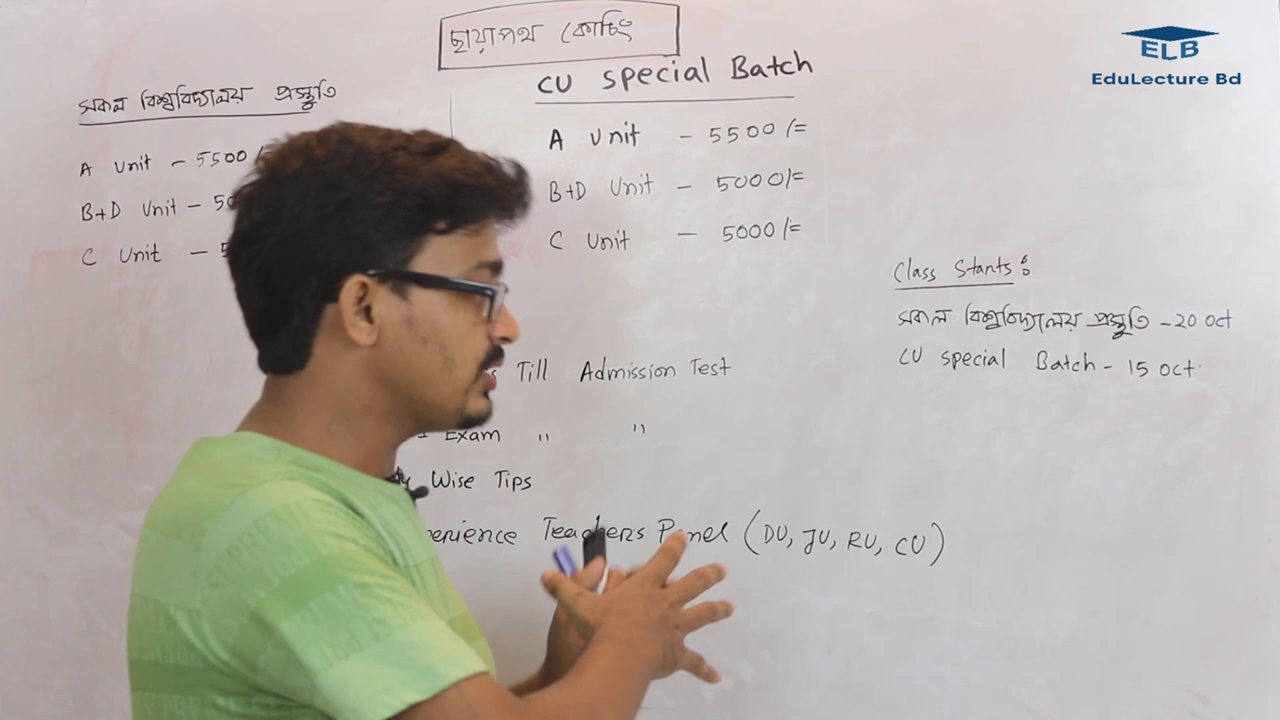 ছায়াপথ কোচিং
ELB
EduLecture Bd
সকল বিশ্ববিদ্যালয় প্রস্তুতি
A Unit - 5500
B+D Unit -
C Unit -
CU Special Batch
A Unit - 5500/=
B+D Unit - 5000/=
C Unit - 5000/=
Till Admission Test
Exam " "
Wise Tips
Teachers Panel (DU, JU, RU, CU)
Class Starts:
সকল বিশ্ববিদ্যালয় প্রস্তুতি - 20 Oct
CU Special Batch - 15 Oct